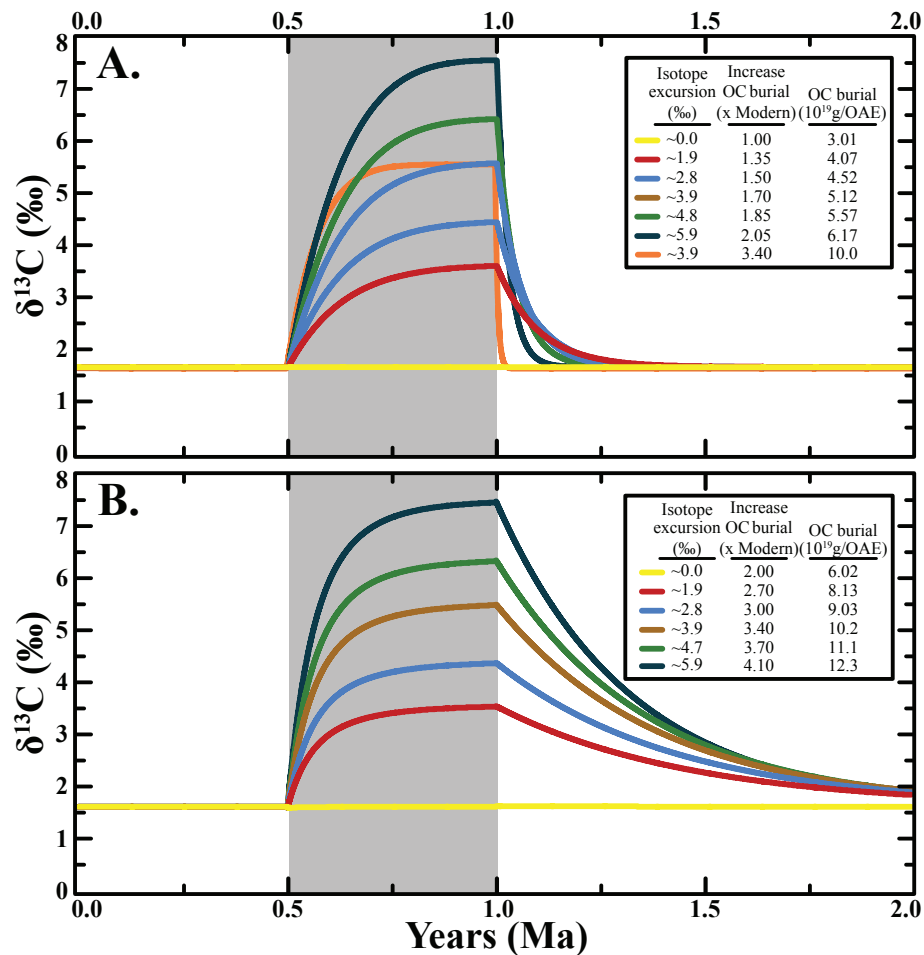 0.0 0.5 1.0 1.5 2.0
A.
8
7
6
5
4
3
2
1
0
δ¹³C (‰)
Isotope Increase
excursion OC burial OC burial
(‰) (x Modern) (10¹⁹g/OAE)
~0.0 1.00 3.01
~1.9 1.35 4.07
~2.8 1.50 4.52
~3.9 1.70 5.12
~4.8 1.85 5.57
~5.9 2.05 6.17
~3.9 3.40 10.0
B.
8
7
6
5
4
3
2
1
0
δ¹³C (‰)
Isotope Increase
excursion OC burial OC burial
(‰) (x Modern) (10¹⁹g/OAE)
~0.0 2.00 6.02
~1.9 2.70 8.13
~2.8 3.00 9.03
~3.9 3.40 10.2
~4.7 3.70 11.1
~5.9 4.10 12.3
0.0 0.5 1.0 1.5 2.0
Years (Ma)